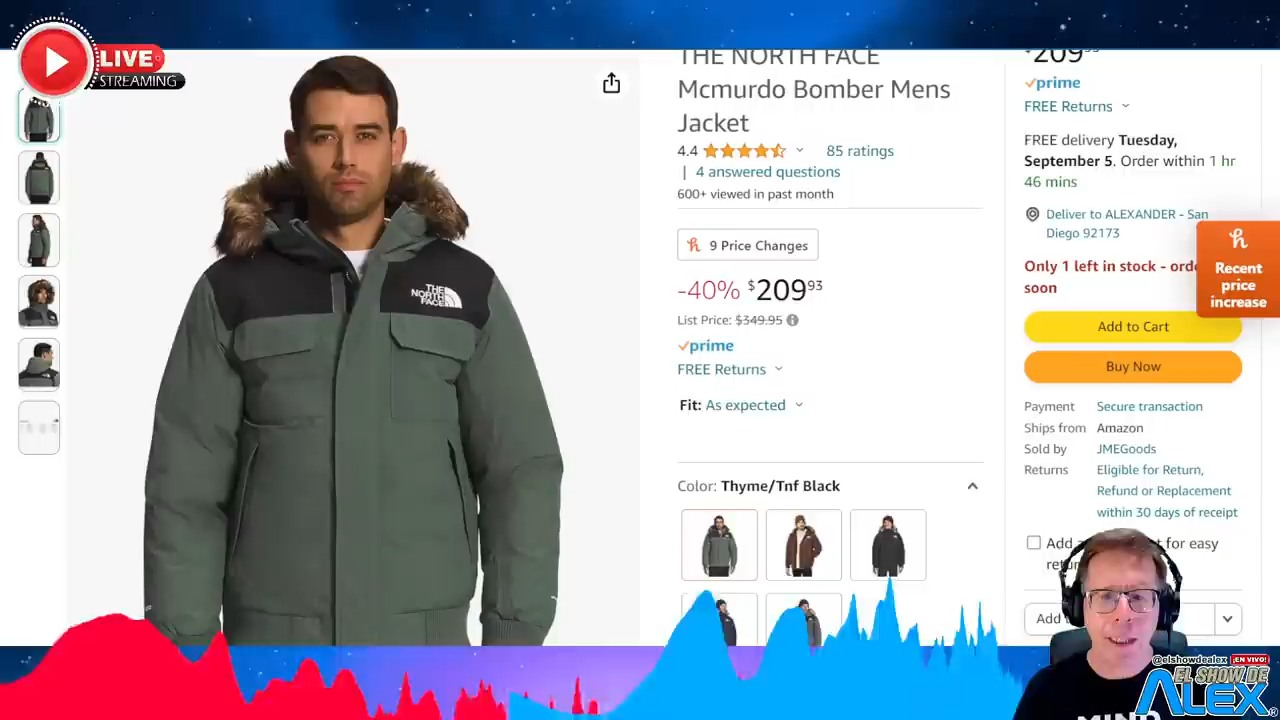 LIVE
STREAMING
THE NORTH FACE
Mcmurdo Bomber Mens
Jacket
4.4
85 ratings
| 4 answered questions
600+ viewed in past month
9 Price Changes
-40% $209 93
List Price: $349.95
prime
FREE Returns
Fit: As expected
Color: Thyme/Tnf Black
THE
NORTH
FACE
$209
prime
FREE Returns
FREE delivery Tuesday,
September 5. Order within 1 hr
46 mins
Deliver to ALEXANDER - San
Diego 92173
Only 1 left in stock -
soon
Recent
price
increase
Add to Cart
Buy Now
Payment Secure transaction
Ships from Amazon
Sold by JMEGoods
Returns Eligible for Return,
Refund or Replacement
within 30 days of receipt
Add for easy
Add
@elshowdealex ¡EN VIVO!
EL SHOW DE
ALEX